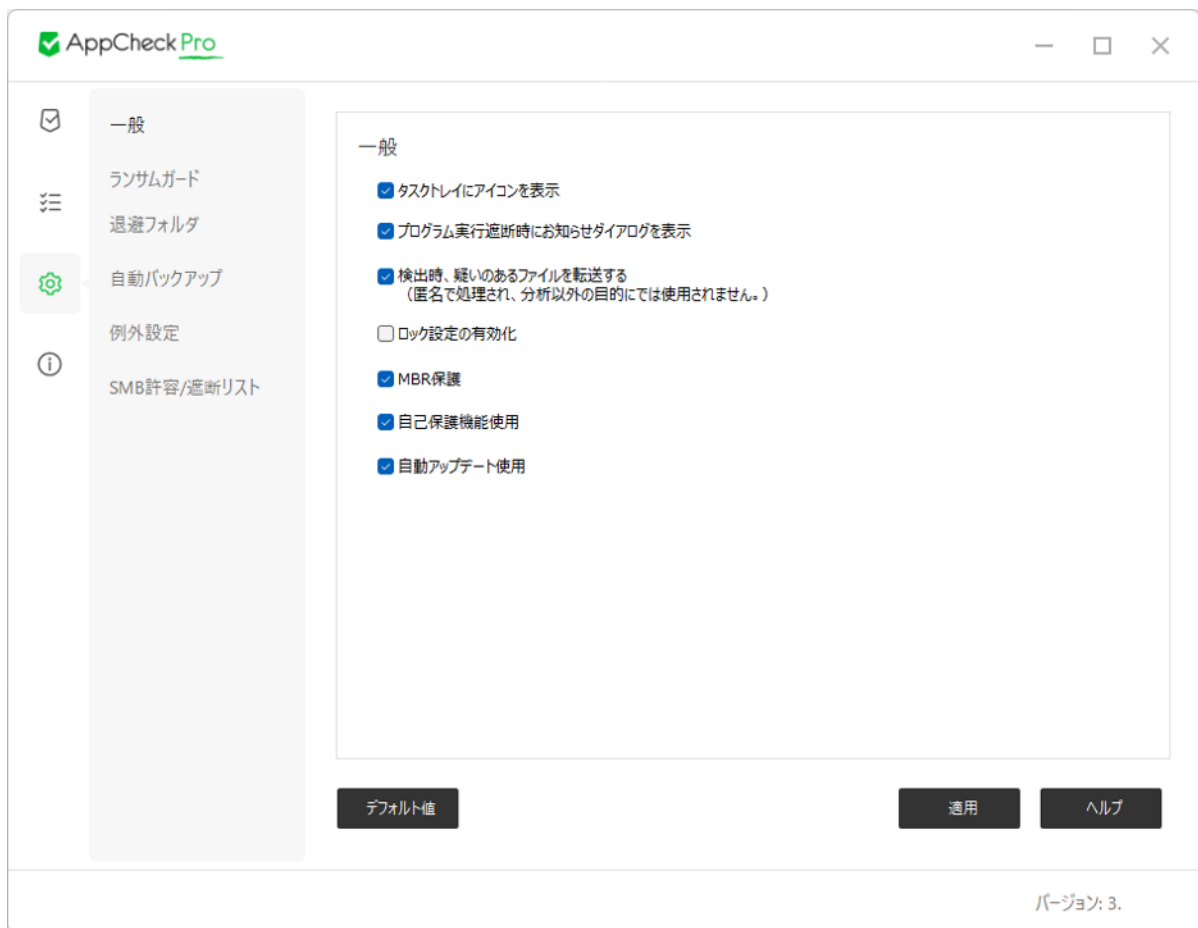 AppCheck Pro
一般
ランサムガード
退避フォルダ
自動バックアップ
例外設定
SMB許容/遮断リスト
一般
タスクトレイにアイコンを表示
プログラム実行遮断時にお知らせダイアログを表示
検出時、疑いのあるファイルを転送する
（匿名で処理され、分析以外の目的にでは使用されません。）
ロック設定の有効化
MBR保護
自己保護機能使用
自動アップデート使用
デフォルト値
適用
ヘルプ
バージョン: 3.